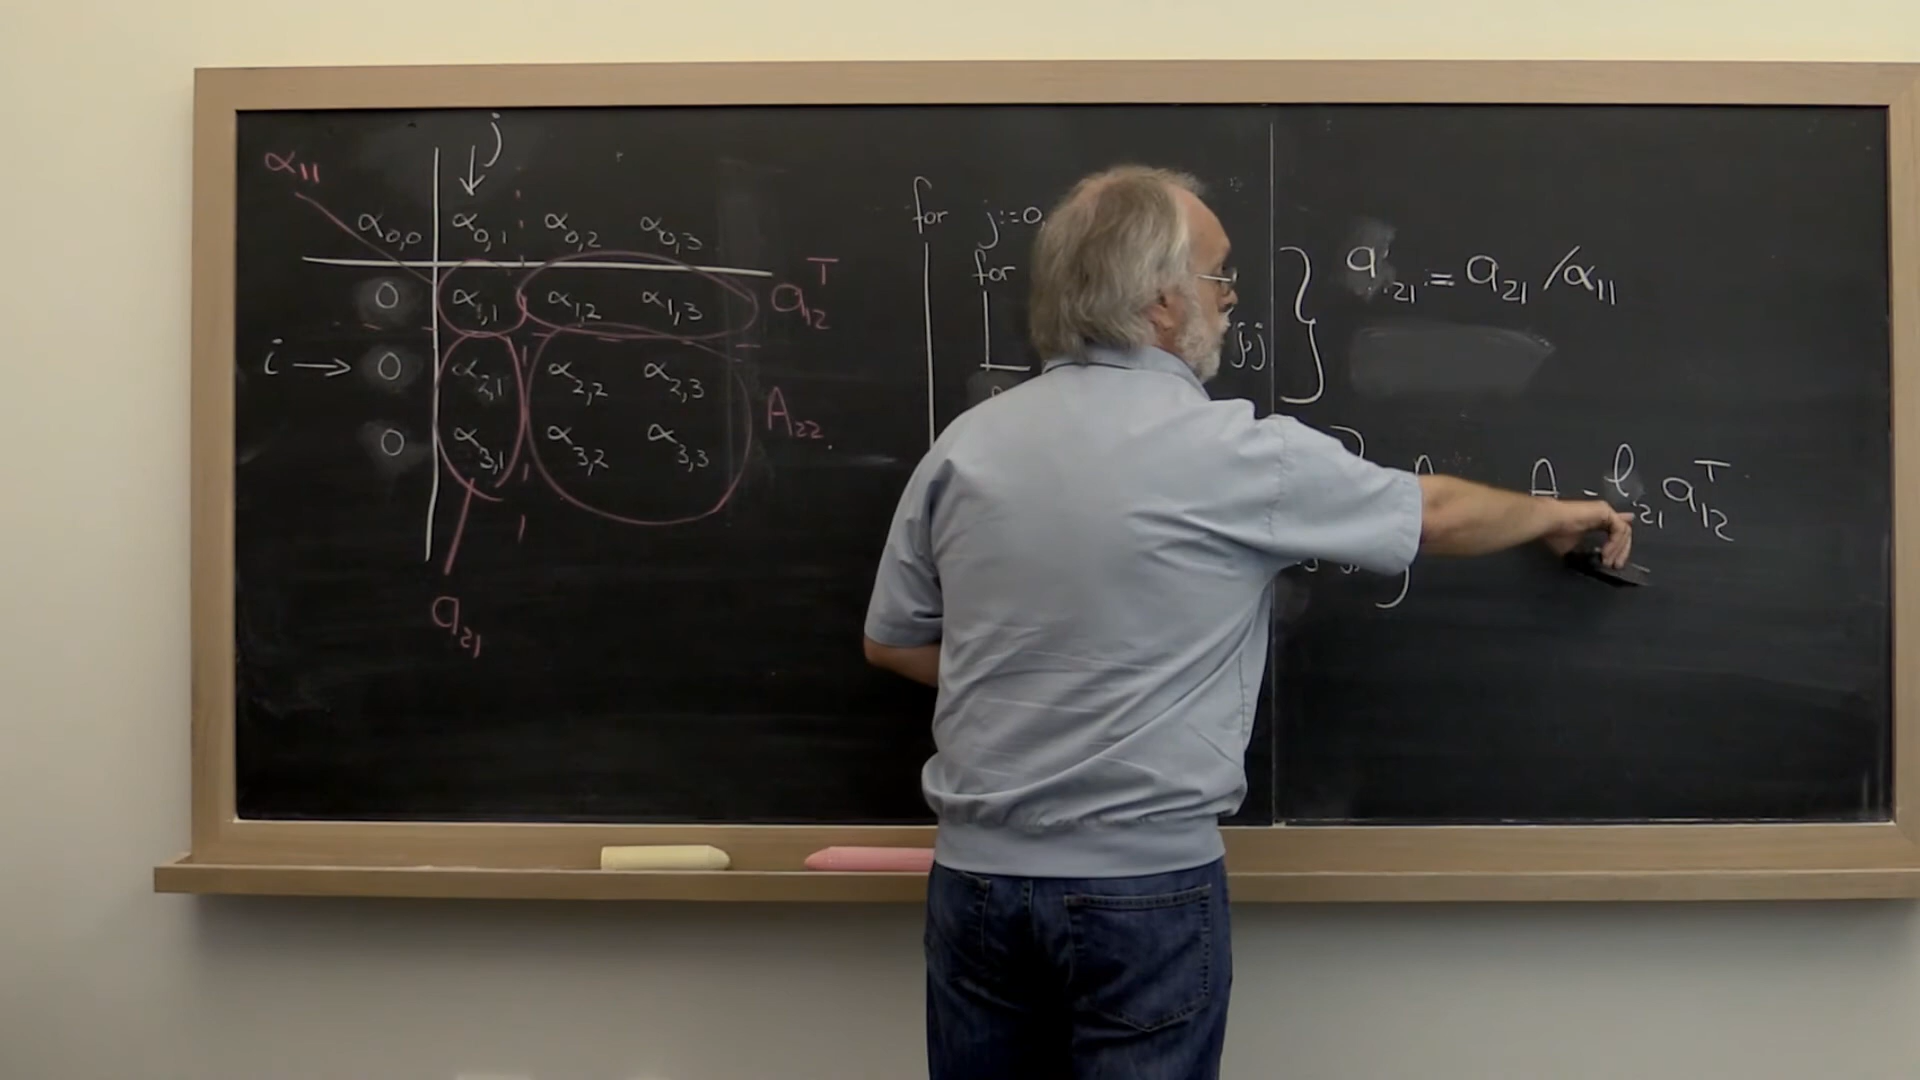 j
α11
α0,0 α0,1 α0,2 α0,3
0 α1,1 α1,2 α1,3 a12^T
i → 0 α2,1 α2,2 α2,3
A22
0 α3,1 α3,2 α3,3
a21
for j:=0,
for
j,j
a21 := a21 /α11
A - l21 a12^T